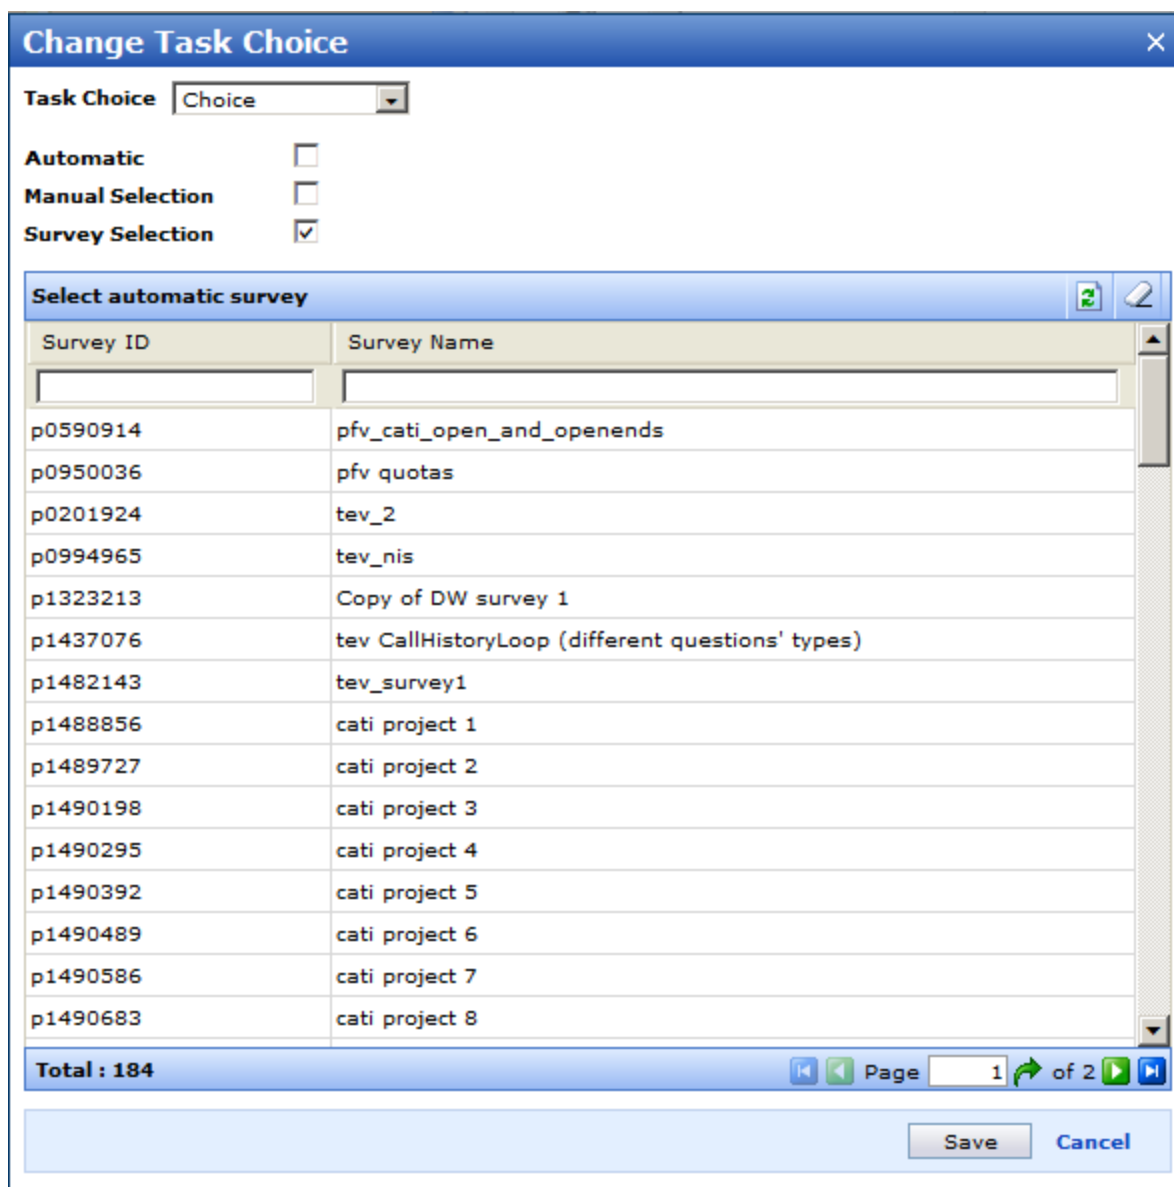 Change Task Choice
Task Choice Choice
Automatic
Manual Selection
Survey Selection
Select automatic survey
Survey ID Survey Name
p0590914 pfv_cati_open_and_openends
p0950036 pfv quotas
p0201924 tev_2
p0994965 tev_nis
p1323213 Copy of DW survey 1
p1437076 tev CallHistoryLoop (different questions' types)
p1482143 tev_survey1
p1488856 cati project 1
p1489727 cati project 2
p1490198 cati project 3
p1490295 cati project 4
p1490392 cati project 5
p1490489 cati project 6
p1490586 cati project 7
p1490683 cati project 8
Total : 184 Page 1 of 2
Save Cancel